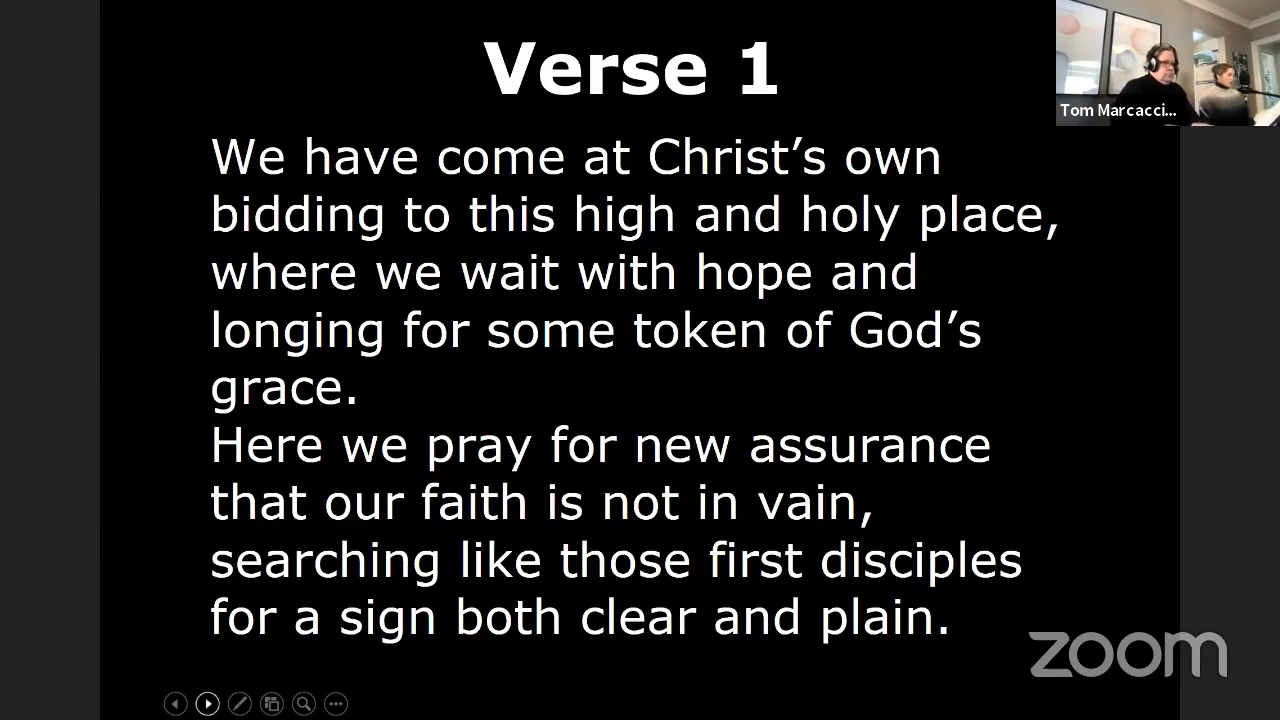 Verse 1
Tom Marcacci...
We have come at Christ’s own
bidding to this high and holy place,
where we wait with hope and
longing for some token of God’s
grace.
Here we pray for new assurance
that our faith is not in vain,
searching like those first disciples
for a sign both clear and plain.
zoom